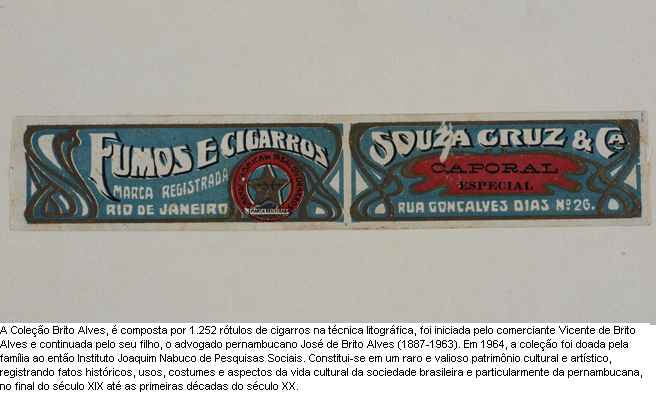 FUMOS E CIGARROS
MARCA REGISTRADA
RIO DE JANEIRO
SOUZA CRUZ & Cª
CAPORAL
ESPECIAL
RUA GONCALVES DIAS Nº 26.
A Coleção Brito Alves, é composta por 1.252 rótulos de cigarros na técnica litográfica, foi iniciada pelo comerciante Vicente de Brito
Alves e continuada pelo seu filho, o advogado pernambucano José de Brito Alves (1887-1963). Em 1964, a coleção foi doada pela
família ao então Instituto Joaquim Nabuco de Pesquisas Sociais. Constitui-se em um raro e valioso patrimônio cultural e artístico,
registrando fatos históricos, usos, costumes e aspectos da vida cultural da sociedade brasileira e particularmente da pernambucana,
no final do século XIX até as primeiras décadas do século XX.